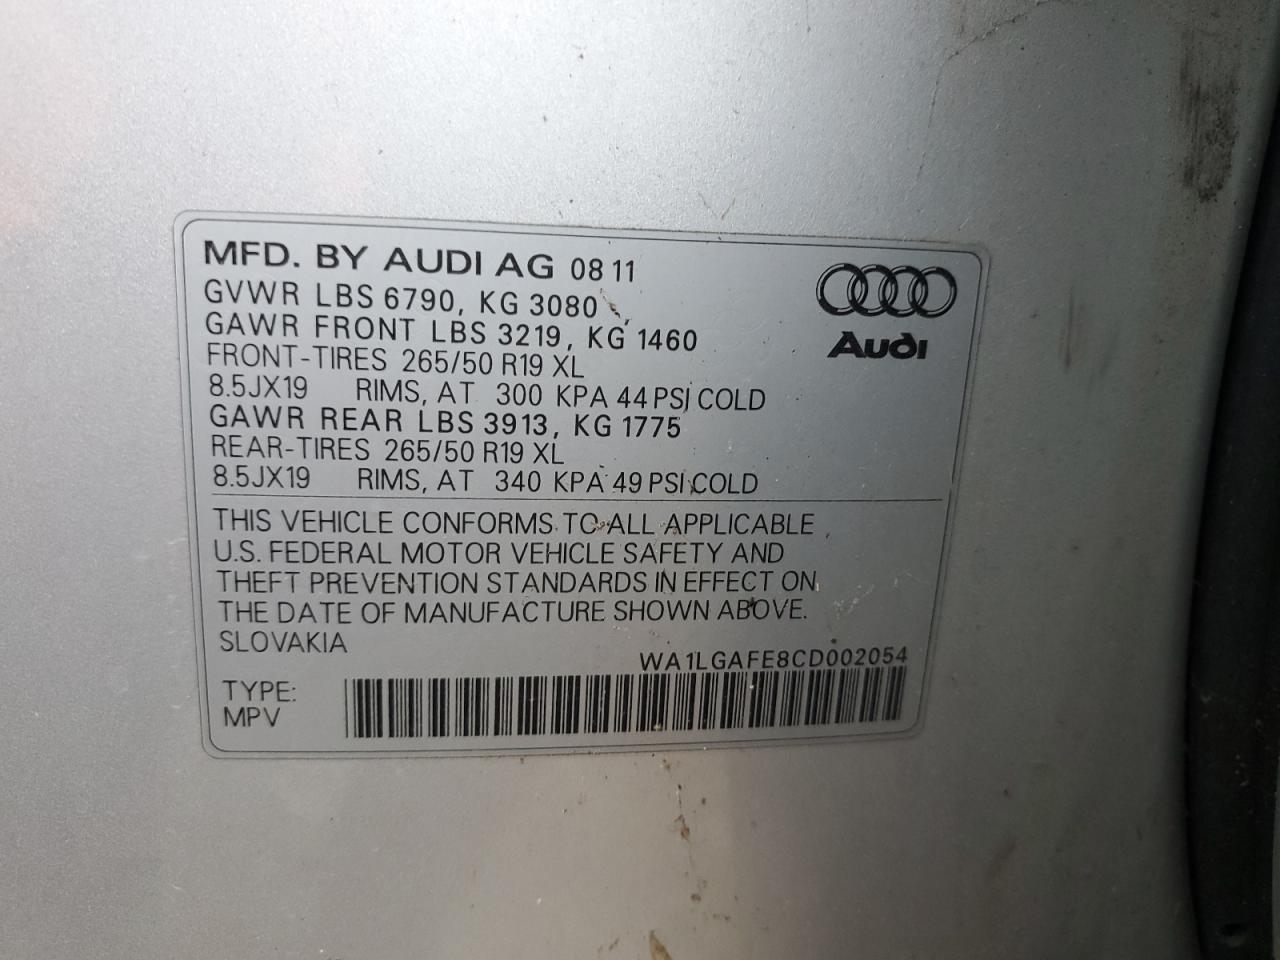 MFD. BY AUDI AG 08 11
GVWR LBS 6790, KG 3080
GAWR FRONT LBS 3219, KG 1460
FRONT-TIRES 265/50 R19 XL
8.5JX19 RIMS, AT 300 KPA 44 PSI COLD
GAWR REAR LBS 3913, KG 1775
REAR-TIRES 265/50 R19 XL
8.5JX19 RIMS, AT 340 KPA 49 PSI COLD
Audi
THIS VEHICLE CONFORMS TO ALL APPLICABLE
U.S. FEDERAL MOTOR VEHICLE SAFETY AND
THEFT PREVENTION STANDARDS IN EFFECT ON
THE DATE OF MANUFACTURE SHOWN ABOVE.
SLOVAKIA
WA1LGAFE8CD002054
TYPE:
MPV